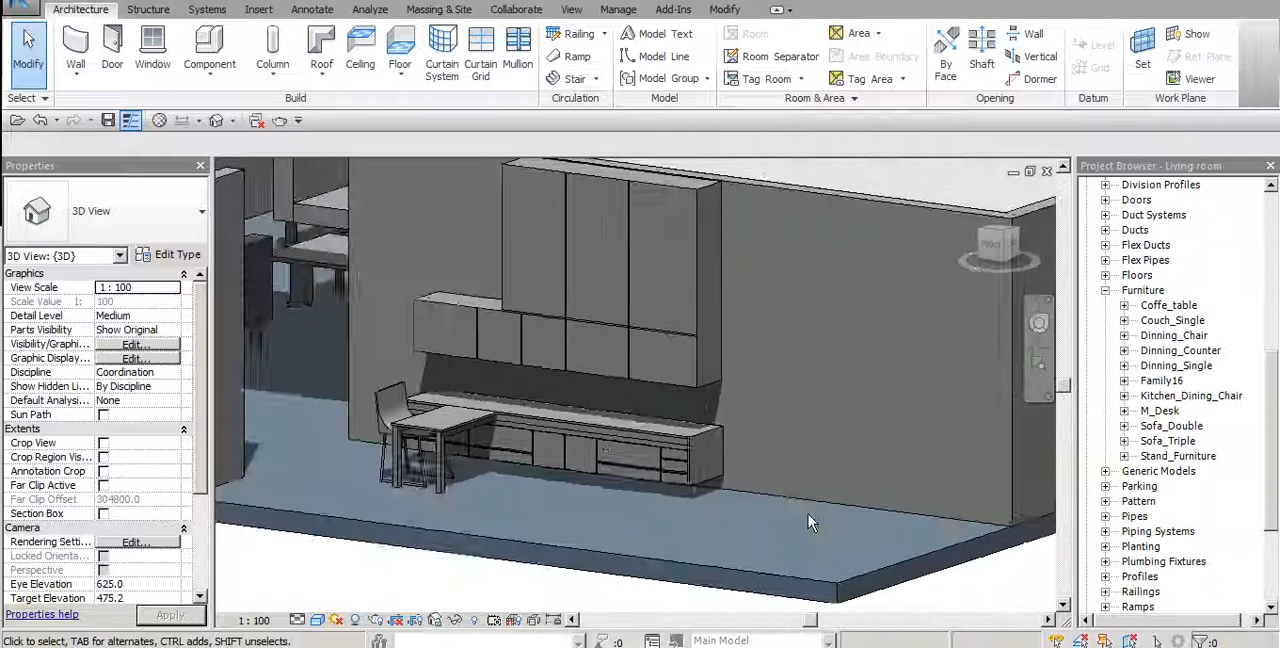 Architecture Structure Systems Insert Annotate Analyze Massing & Site Collaborate View Manage Add-Ins Modify
Modify
Wall
Door
Window
Component
Column
Roof
Ceiling
Floor
Curtain System
Curtain Grid
Mullion
Railing
Ramp
Stair
Model Text
Model Line
Model Group
Room
Room Separator
Tag Room
Area
Area Boundary
Tag Area
By Face
Shaft
Wall
Vertical
Dormer
Level
Grid
Set
Show
Ref Plane
Viewer
Select Build Circulation Model Room & Area Opening Datum Work Plane
Properties
3D View
3D View: {3D} Edit Type
Graphics
View Scale 1 : 100
Scale Value 1: 100
Detail Level Medium
Parts Visibility Show Original
Visibility/Graphi... Edit...
Graphic Display... Edit...
Discipline Coordination
Show Hidden Li... By Discipline
Default Analysi... None
Sun Path
Extents
Crop View
Crop Region Vis...
Annotation Crop
Far Clip Active
Far Clip Offset 304800.0
Section Box
Camera
Rendering Setti... Edit...
Locked Orienta...
Perspective
Eye Elevation 625.0
Target Elevation 475.2
Properties help Apply
1 : 100
Project Browser - Living room
Division Profiles
Doors
Duct Systems
Ducts
Flex Ducts
Flex Pipes
Floors
Furniture
Coffe_table
Couch_Single
Dinning_Chair
Dinning_Counter
Dinning_Single
Family16
Kitchen_Dining_Chair
M_Desk
Sofa_Double
Sofa_Triple
Stand_Furniture
Generic Models
Parking
Pattern
Pipes
Piping Systems
Planting
Plumbing Fixtures
Profiles
Railings
Ramps
Click to select, TAB for alternates, CTRL adds, SHIFT unselects.
:0
Main Model
:0